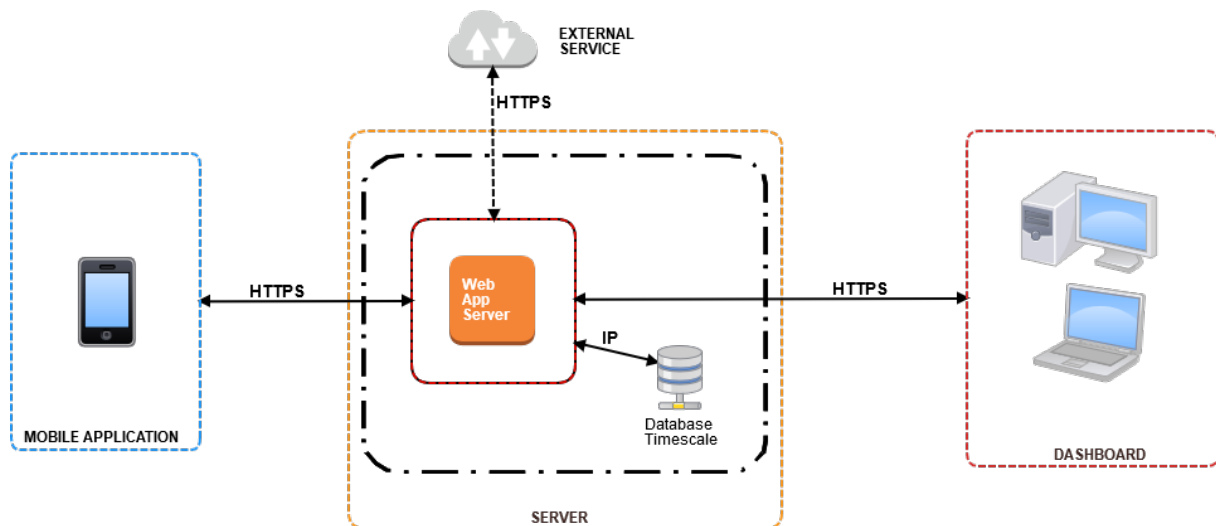 EXTERNAL
SERVICE
HTTPS
HTTPS
Web
App
Server
HTTPS
IP
Database
Timescale
MOBILE APPLICATION
DASHBOARD
SERVER